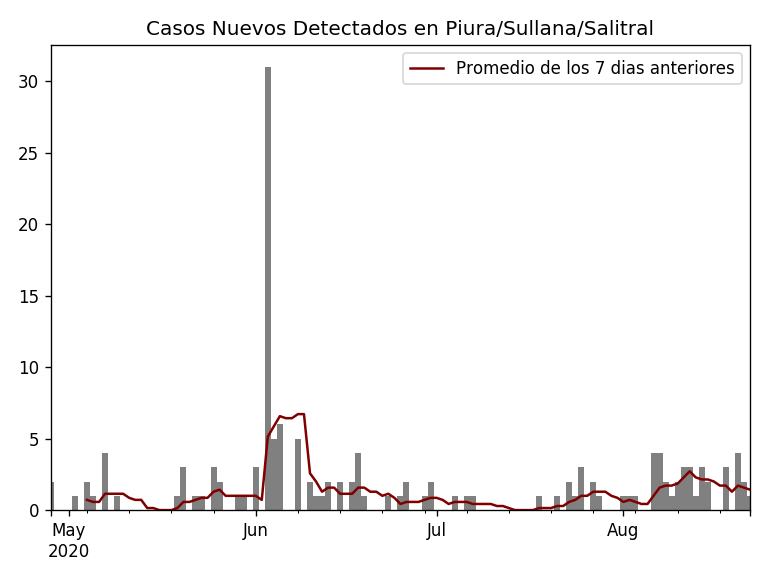 Casos Nuevos Detectados en Piura/Sullana/Salitral
Promedio de los 7 dias anteriores
30
25
20
15
10
5
0
May Jun Jul Aug
2020